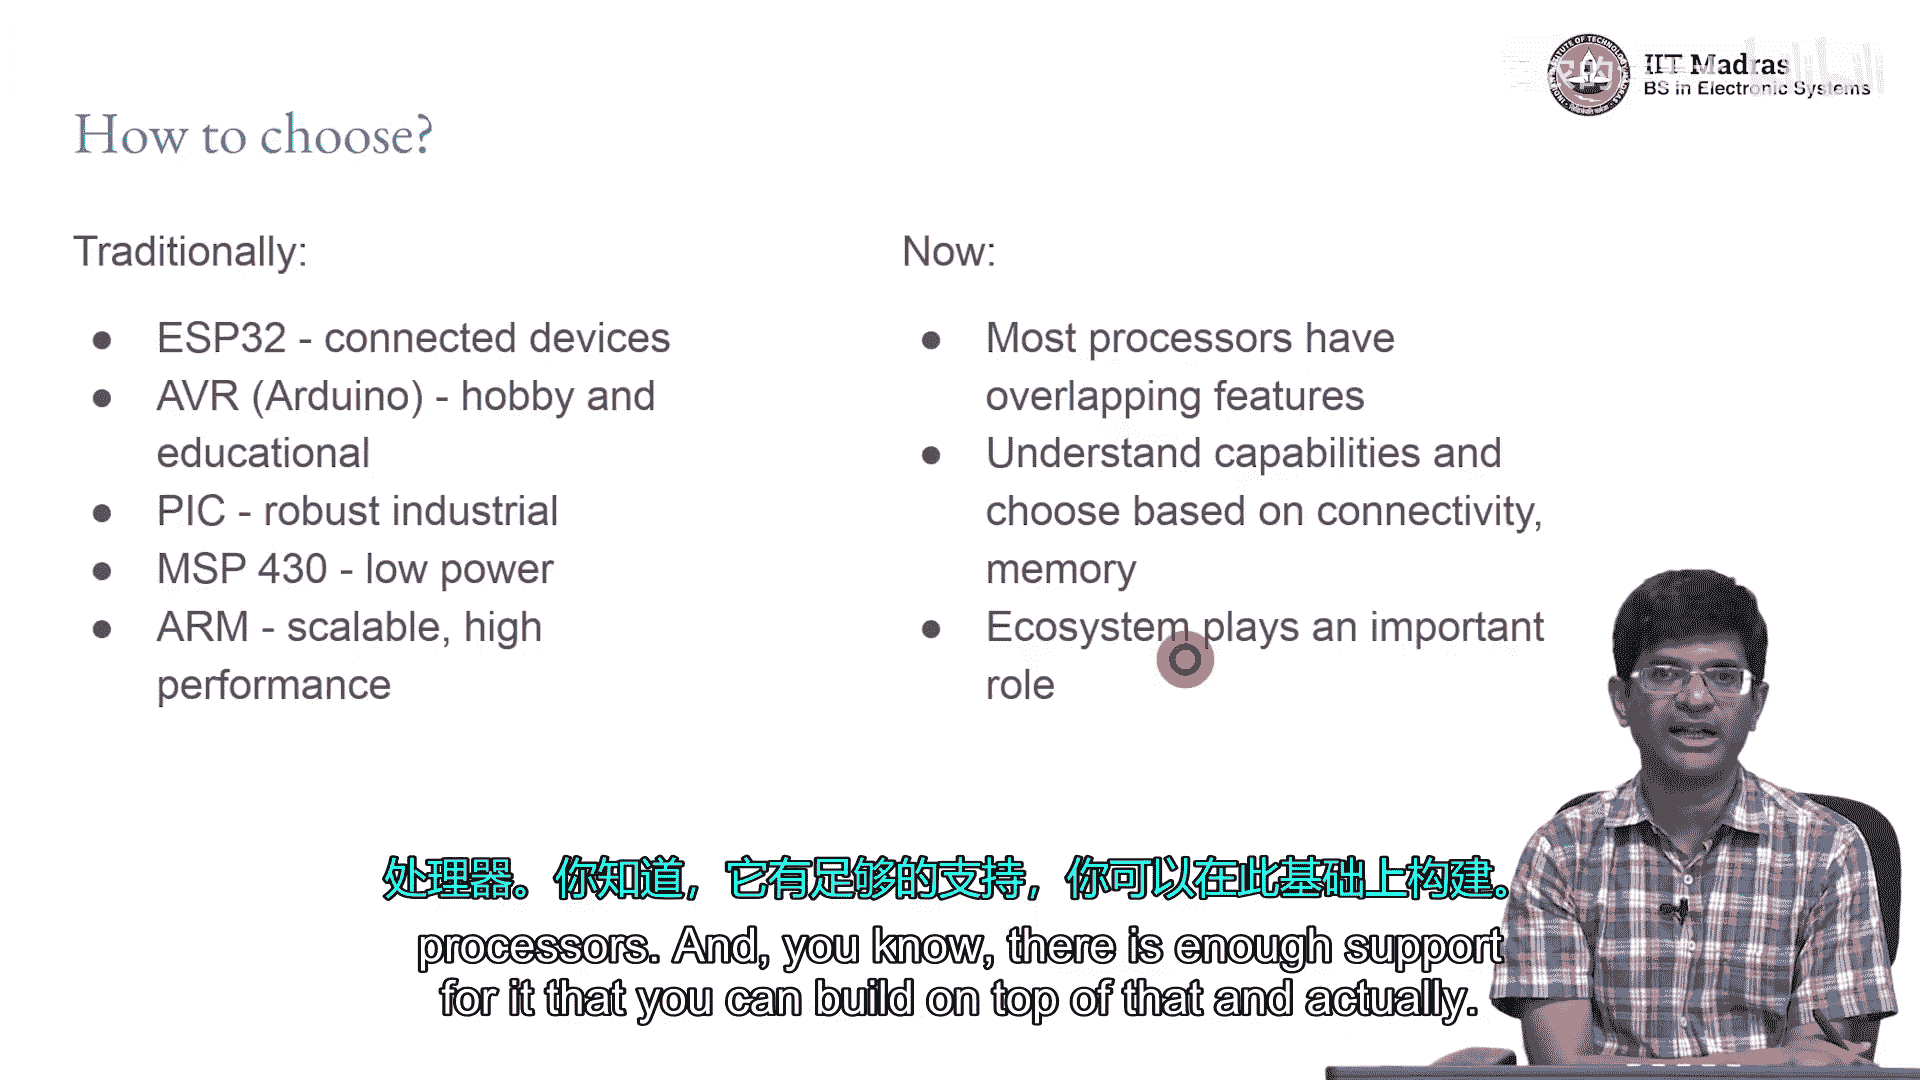 IIT Madras
BS in Electronic Systems
How to choose?
Traditionally:
● ESP32 - connected devices
● AVR (Arduino) - hobby and
educational
● PIC - robust industrial
● MSP 430 - low power
● ARM - scalable, high
performance
Now:
● Most processors have
overlapping features
● Understand capabilities and
choose based on connectivity,
memory
● Ecosystem plays an important
role
处理器。你知道，它有足够的支持，你可以在此基础上构建。
processors. And, you know, there is enough support
for it that you can build on top of that and actually.